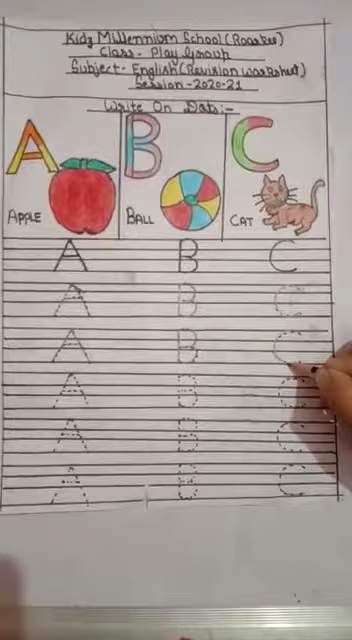 Kidz Millennium School (Roorkee)
Class- Play Group
Subject- English (Revision worksheet)
Session -2020-21
Write On Dots:-
A B C
APPLE BALL CAT
A B C
A B C
A B C
A B C
A B C
A B C